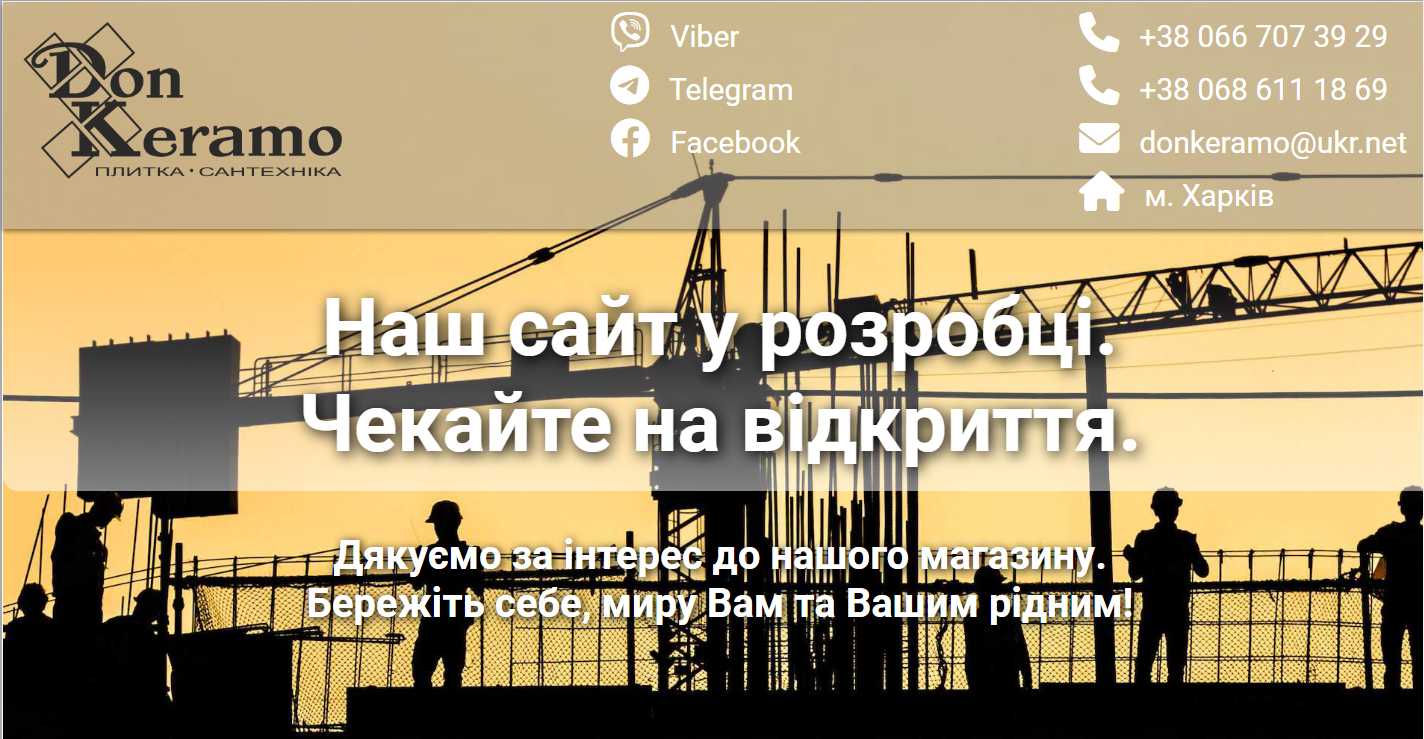 Don
Keramo
ПЛИТКА · САНТЕХНІКА
Viber
Telegram
Facebook
+38 066 707 39 29
+38 068 611 18 69
donkeramo@ukr.net
м. Харків
Наш сайт у розробці.
Чекайте на відкриття.
Дякуємо за інтерес до нашого магазину.
Бережіть себе, миру Вам та Вашим рідним!